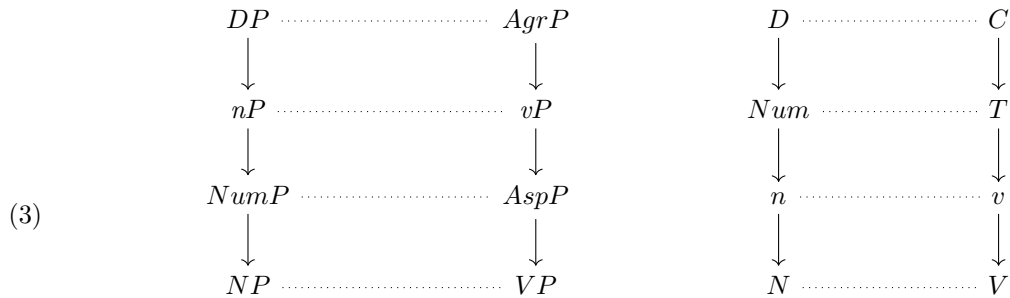 DP AgrP D C
nP vP Num T
NumP AspP n v
(3)
NP VP N V